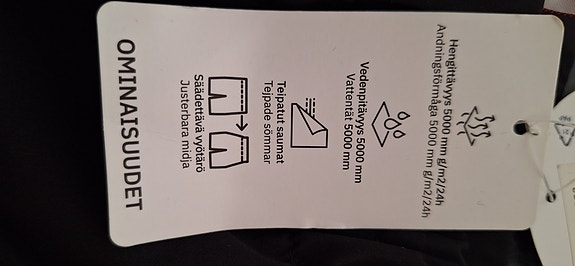 OMINAISUUDET
Säädettävä vyötärö
Justerbara midja
Teipatut saumat
Tejpade sömmar
Vedenpitävyys 5000 mm
Vattentät 5000 mm
Hengittävyys 5000 mm g/m2/24h
Andningsförmåga 5000 mm g/m2/24h